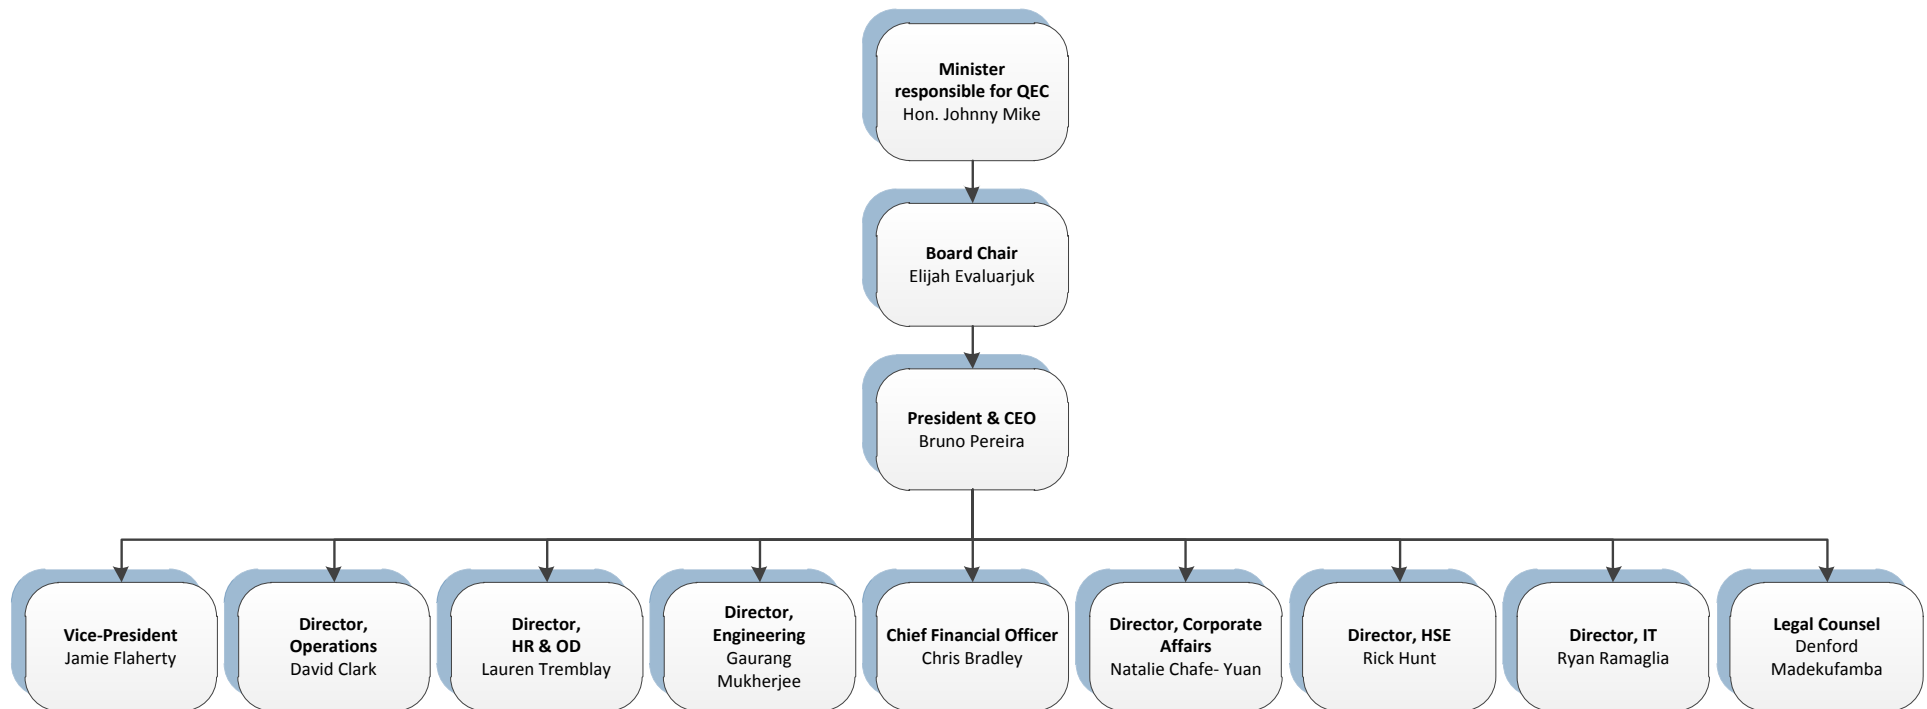 Minister
responsible for QEC
Hon. Johnny Mike
Board Chair
Elijah Evaluarjuk
President & CEO
Bruno Pereira
Vice-President
Jamie Flaherty
Director,
Operations
David Clark
Director,
HR & OD
Lauren Tremblay
Director,
Engineering
Gaurang
Mukherjee
Chief Financial Officer
Chris Bradley
Director, Corporate
Affairs
Natalie Chafe- Yuan
Director, HSE
Rick Hunt
Director, IT
Ryan Ramaglia
Legal Counsel
Denford
Madekufamba